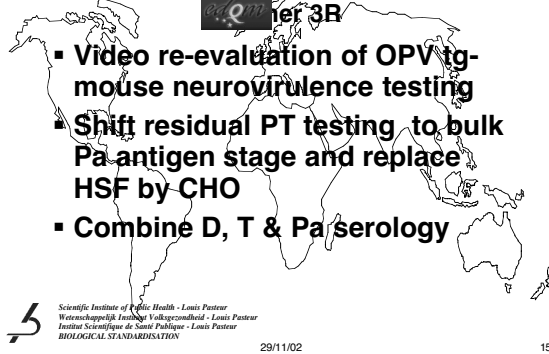 edQm
3R
▪ Video re-evaluation of OPV tg-
mouse neurovirulence testing
▪ Shift residual PT testing to bulk
Pa antigen stage and replace
HSF by CHO
▪ Combine D, T & Pa serology
Scientific Institute of Public Health - Louis Pasteur
Wetenschappelijk Instituut Volksgezondheid - Louis Pasteur
Institut Scientifique de Santé Publique - Louis Pasteur
BIOLOGICAL STANDARDISATION
29/11/02
15